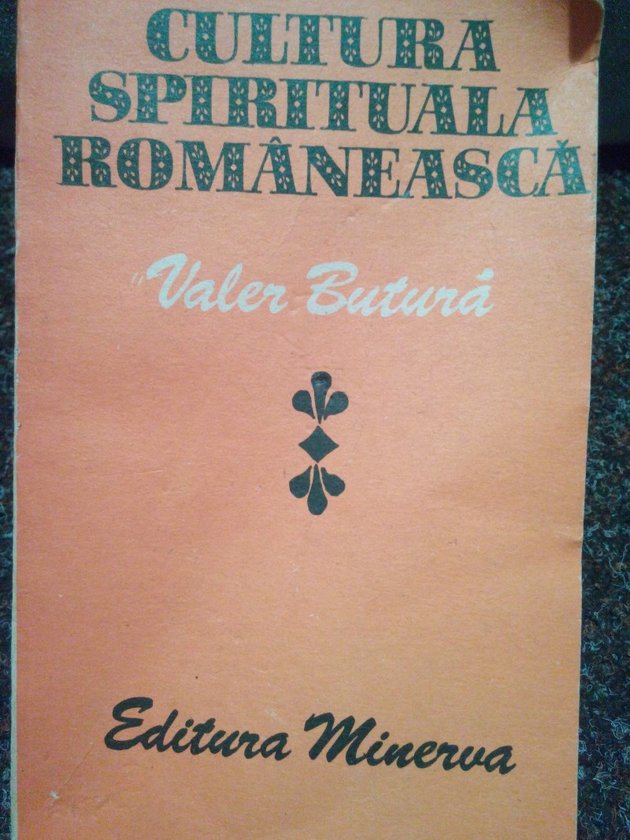 CULTURA
SPIRITUALA
ROMÂNEASCĂ
Valer Butură
Editura Minerva